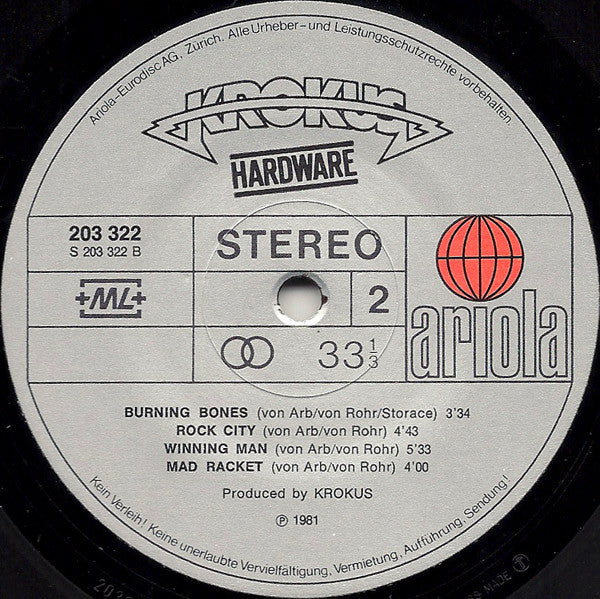 Ariola-Eurodisc AG, Zürich. Alle Urheber- und Leistungsschutzrechte vorbehalten.
KROKUS
HARDWARE
203 322
S 203 322 B
STEREO
+ML+
2
33 1/3
ariola
BURNING BONES (von Arb/von Rohr/Storace) 3'34
ROCK CITY (von Arb/von Rohr) 4'43
WINNING MAN (von Arb/von Rohr) 5'33
MAD RACKET (von Arb/von Rohr) 4'00
Produced by KROKUS
℗ 1981
Kein Verleih! Keine unerlaubte Vervielfältigung, Vermietung, Aufführung, Sendung!